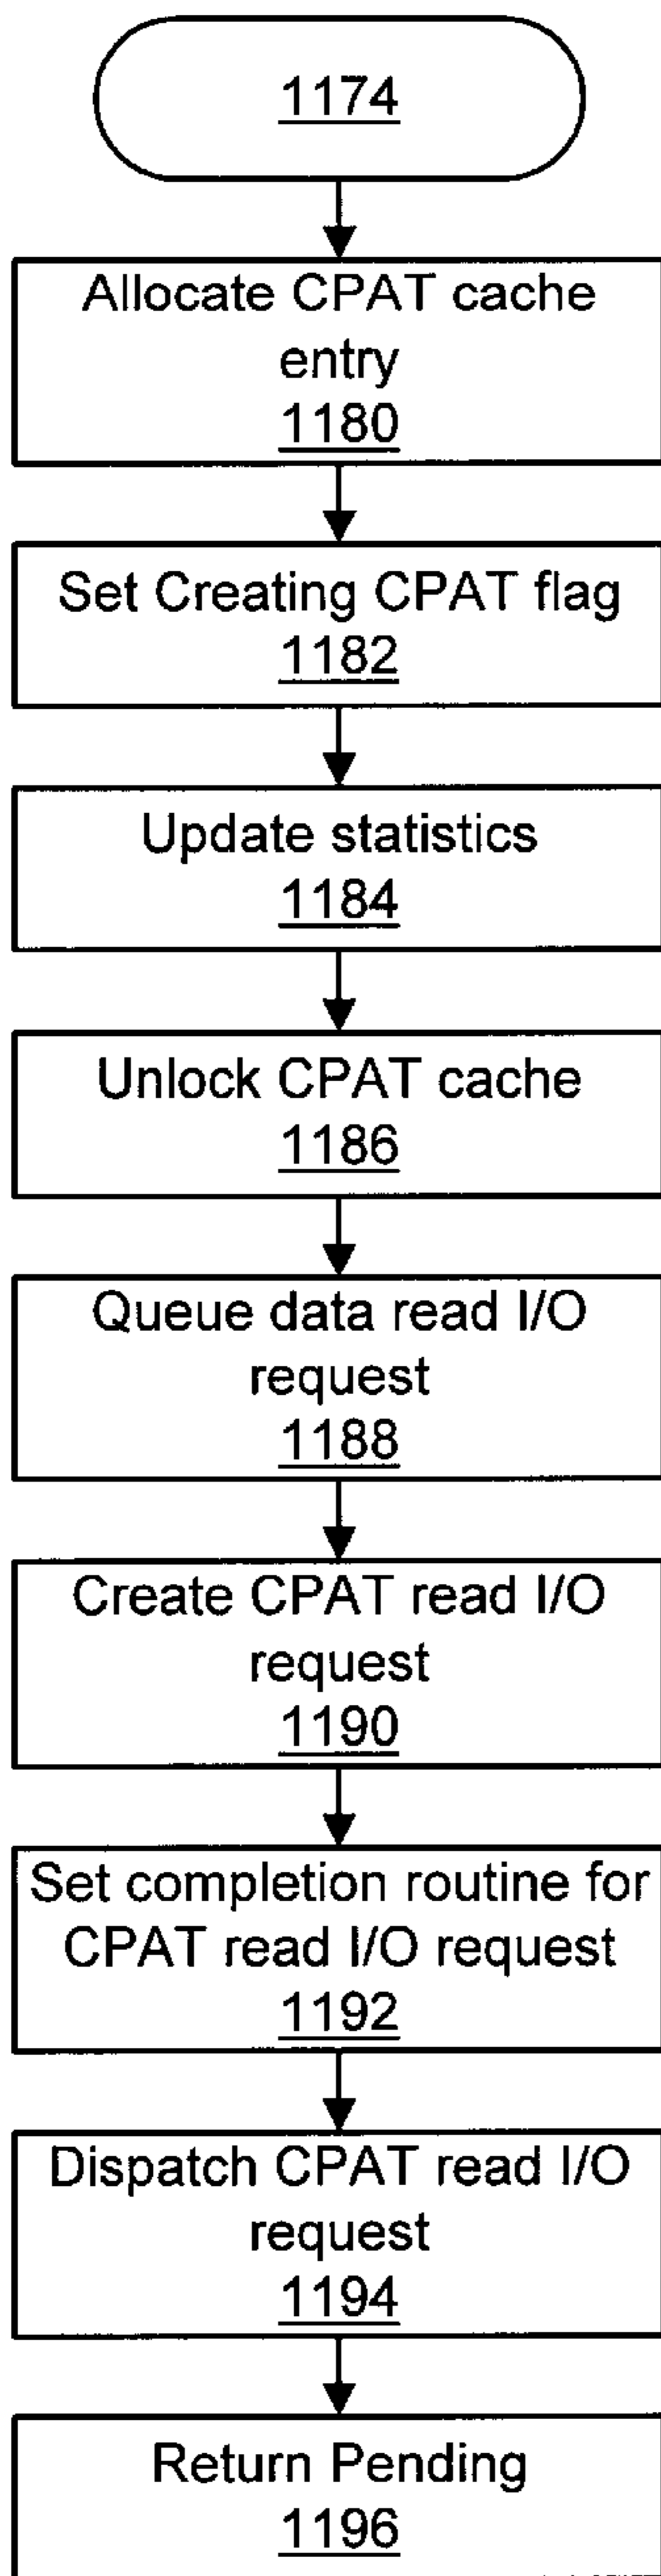 1174
Allocate CPAT cache
entry
1180
Set Creating CPAT flag
1182
Update statistics
1184
Unlock CPAT cache
1186
Queue data read I/O
request
1188
Create CPAT read I/O
request
1190
Set completion routine for
CPAT read I/O request
1192
Dispatch CPAT read I/O
request
1194
Return Pending
1196